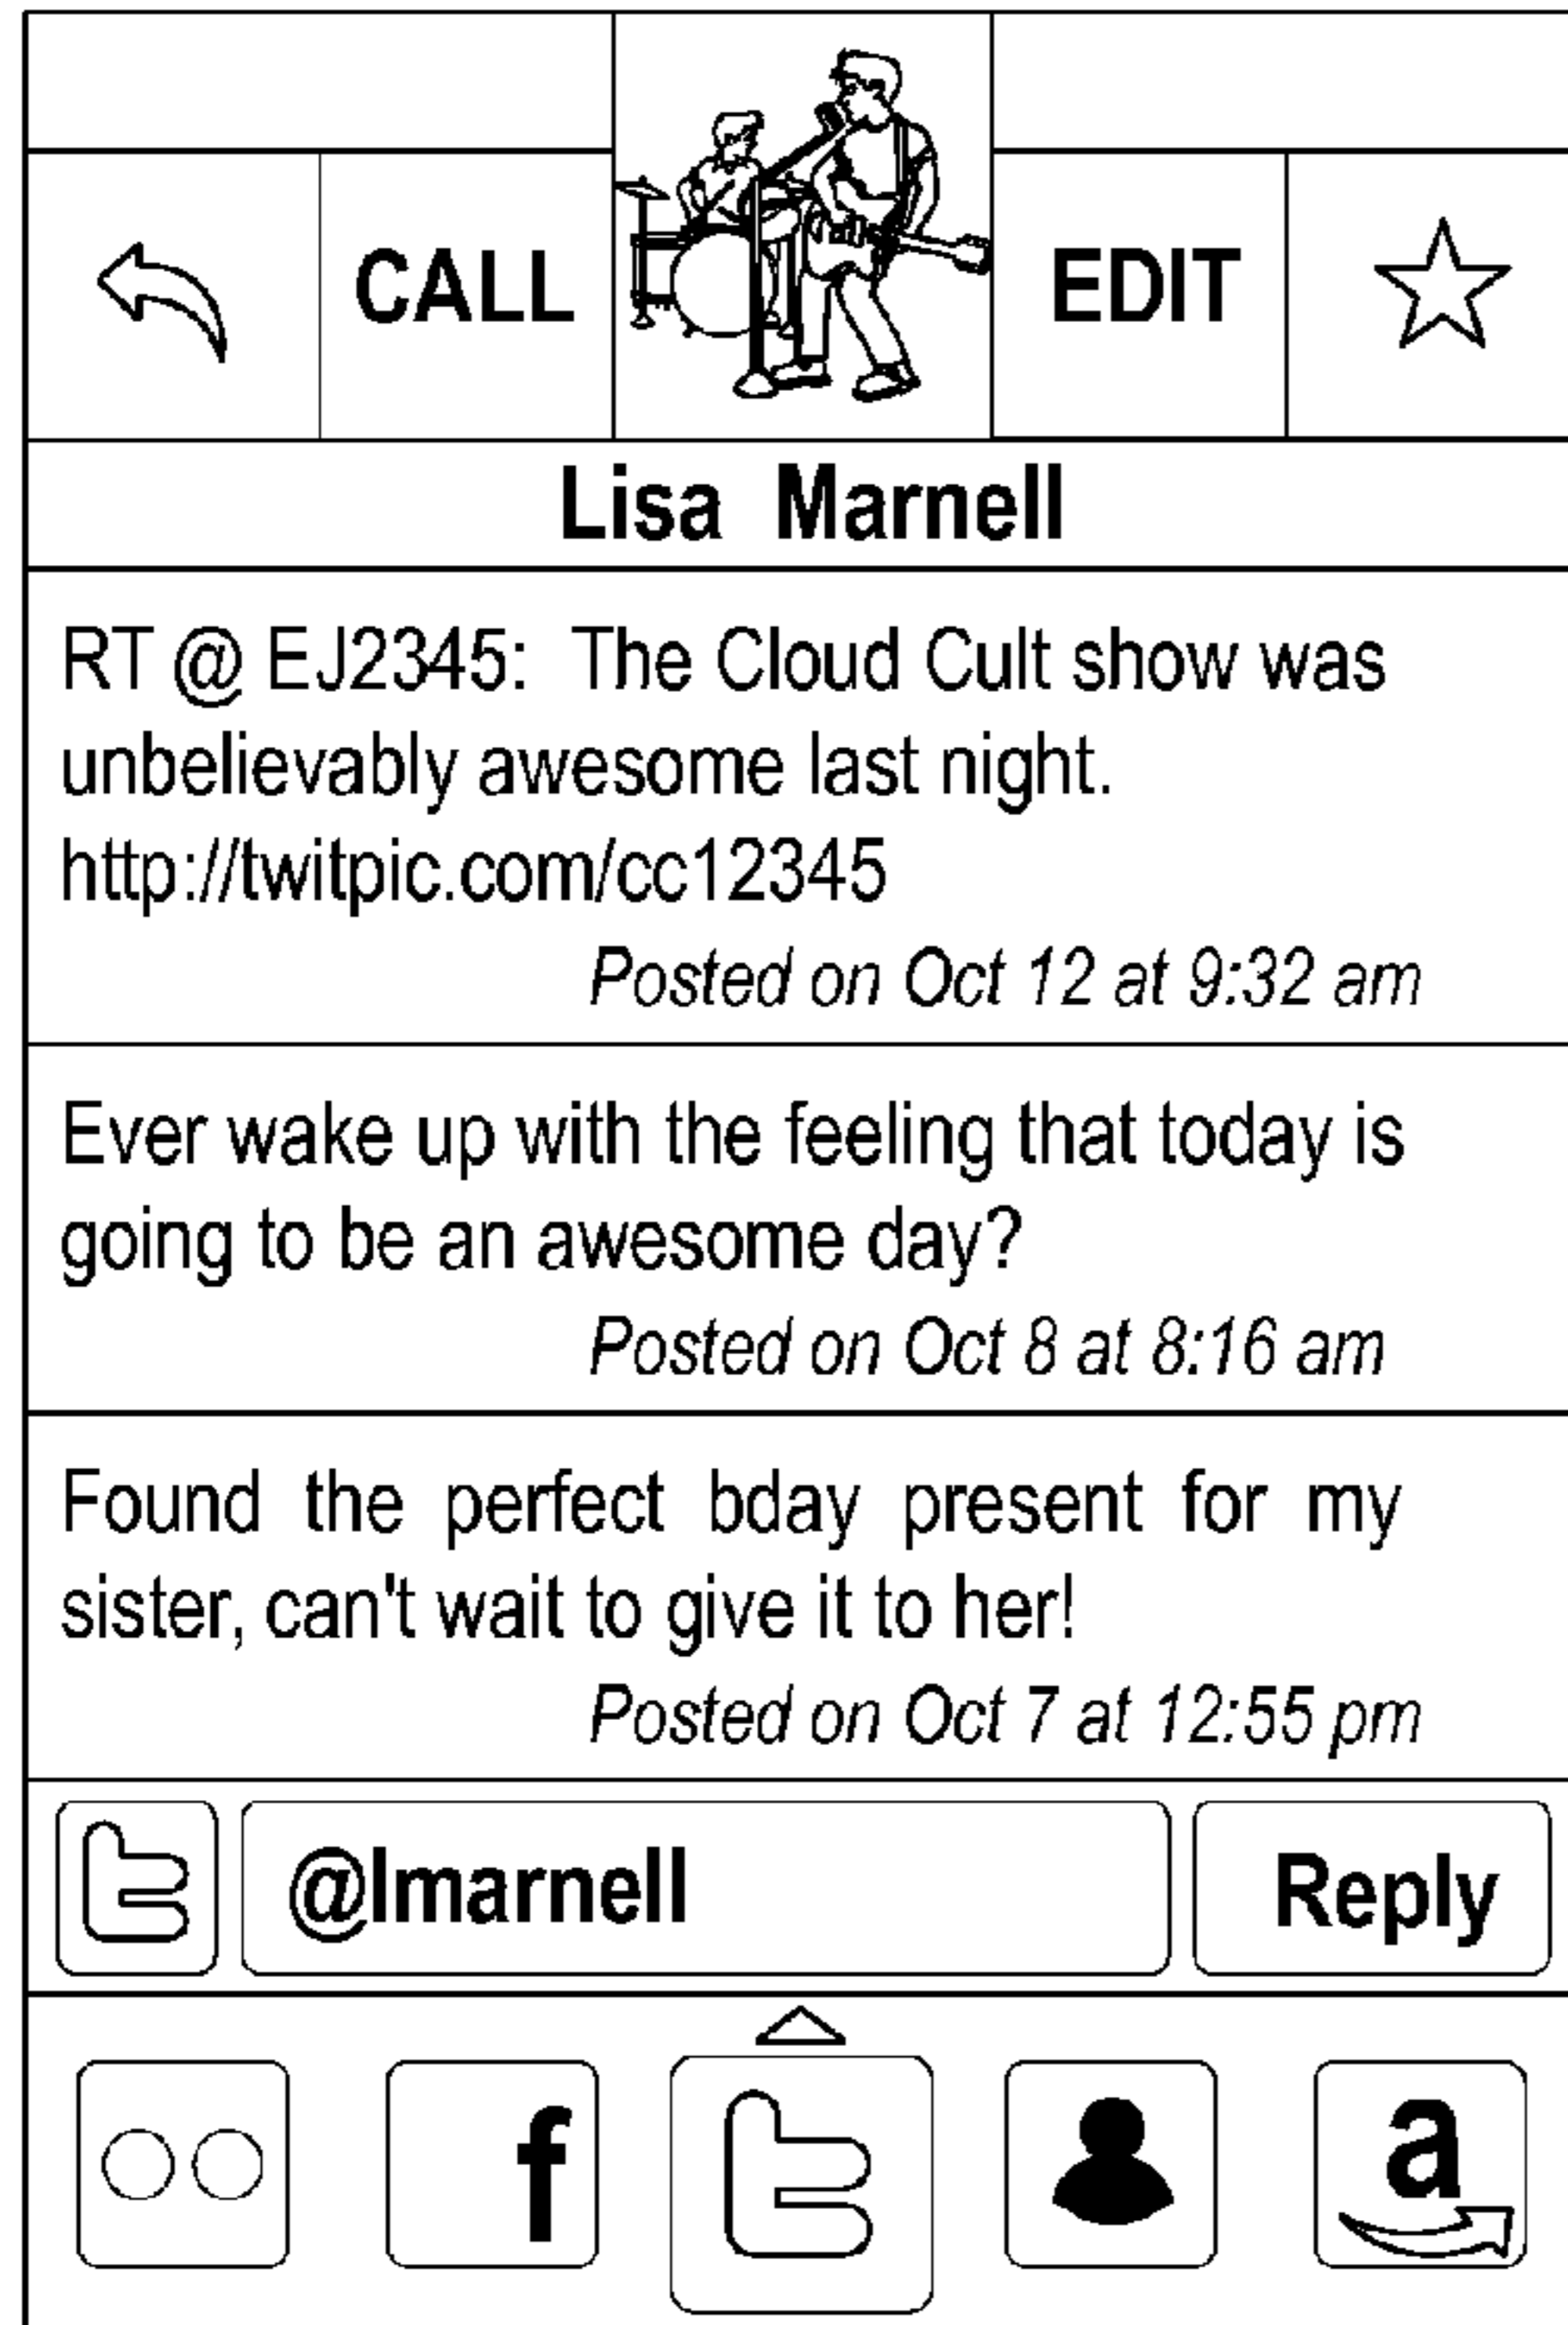 CALL
EDIT
Lisa Marnell
RT @ EJ2345: The Cloud Cult show was
unbelievably awesome last night.
http://twitpic.com/cc12345
Posted on Oct 12 at 9:32 am
Ever wake up with the feeling that today is
going to be an awesome day?
Posted on Oct 8 at 8:16 am
Found the perfect bday present for my
sister, can't wait to give it to her!
Posted on Oct 7 at 12:55 pm
t @lmarnell Reply
f t a